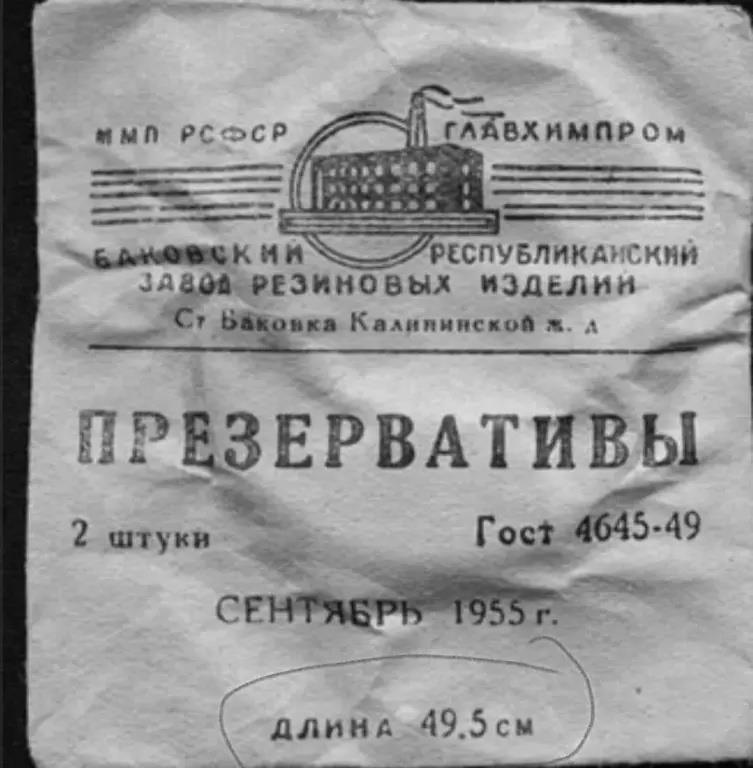 ММП РСФСР ГЛАВХИМПРОМ
БАКОВСКИЙ РЕСПУБЛИКАНСКИЙ
ЗАВОД РЕЗИНОВЫХ ИЗДЕЛИЙ
Ст Баковка Калининской ж. д
ПРЕЗЕРВАТИВЫ
2 штуки Гост 4645-49
СЕНТЯБРЬ 1955 г.
ДЛИНА 49.5 см